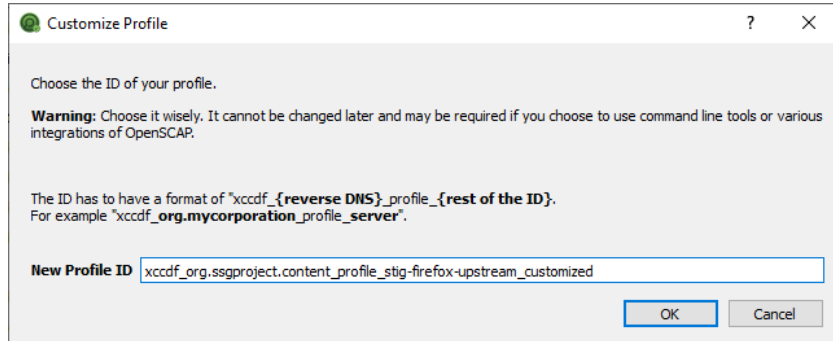 Customize Profile
Choose the ID of your profile.
Warning: Choose it wisely. It cannot be changed later and may be required if you choose to use command line tools or various
integrations of OpenSCAP.
The ID has to have a format of "xccdf_{reverse DNS}_profile_{rest of the ID}.
For example "xccdf_org.mycorporation_profile_server".
New Profile ID xccdf_org.ssgproject.content_profile_stig-firefox-upstream_customized
OK Cancel